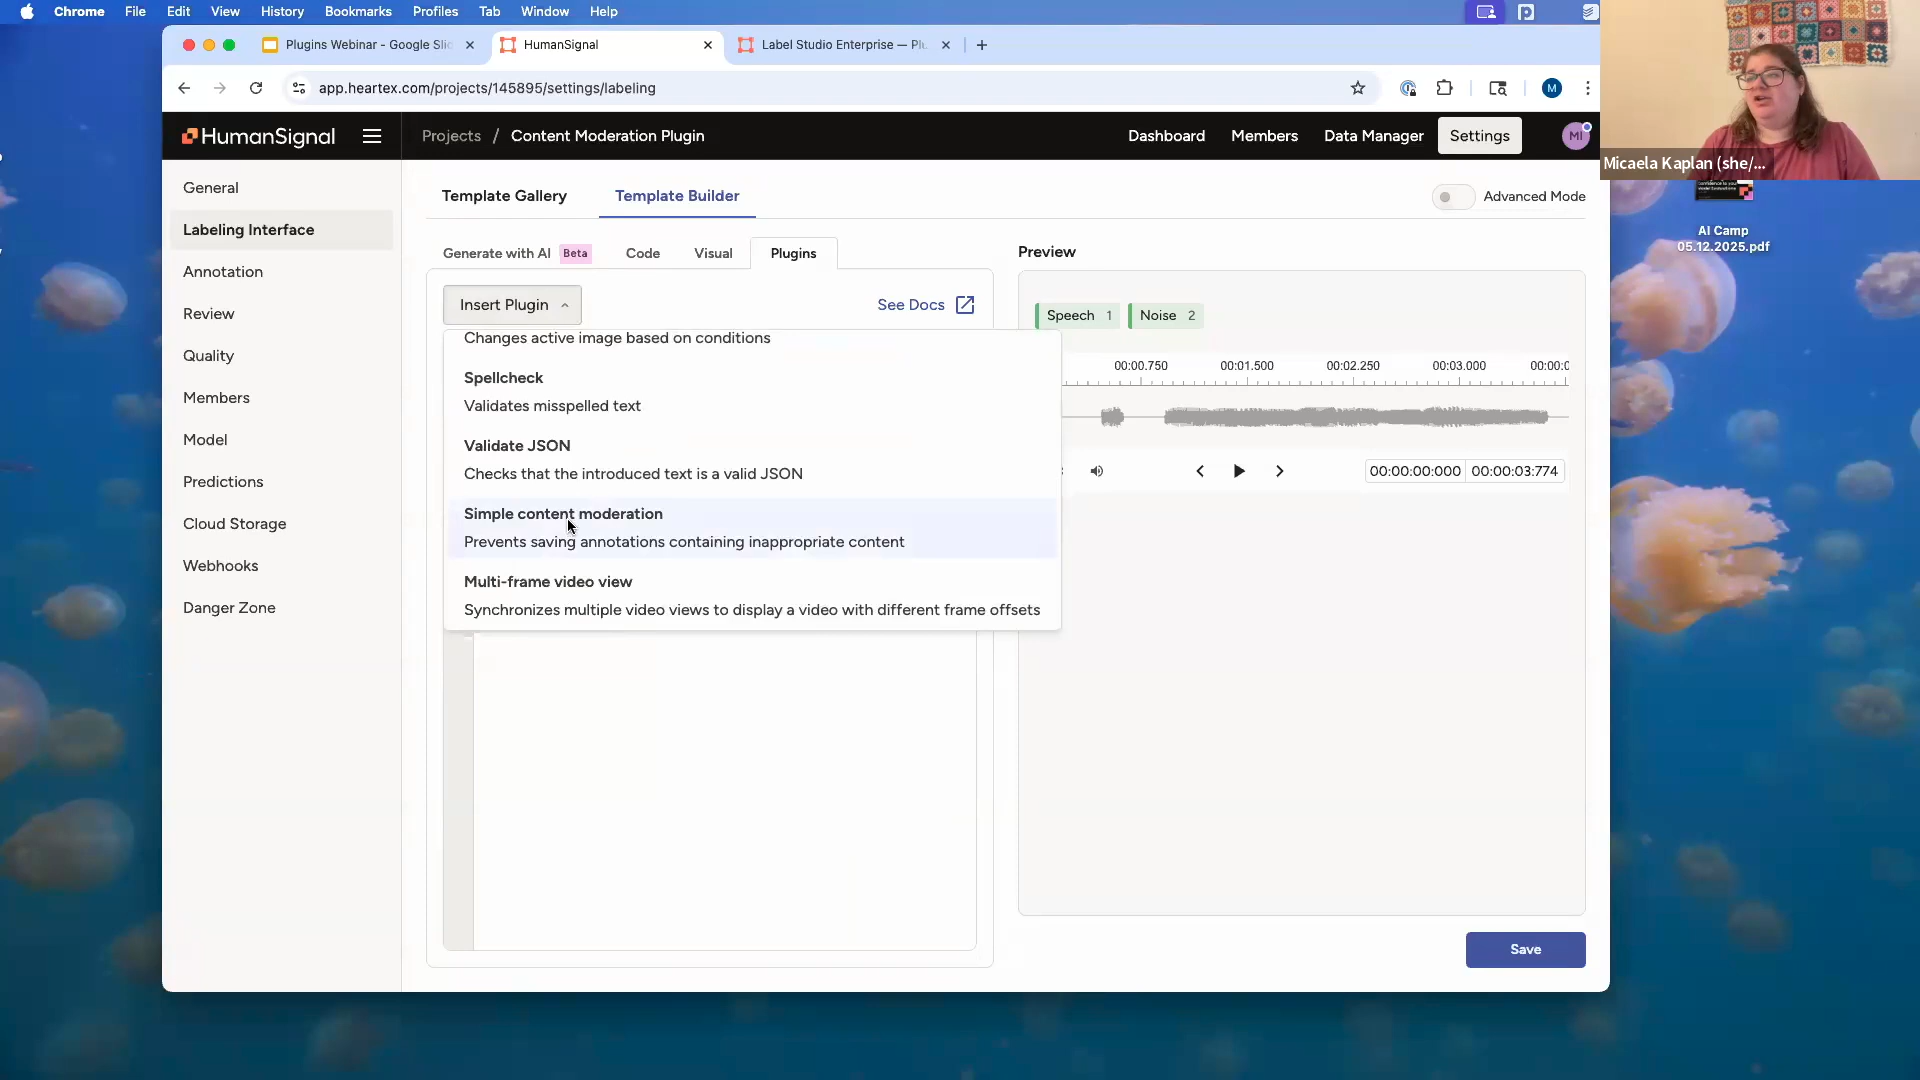 Chrome File Edit View History Bookmarks Profiles Tab Window Help
Plugins Webinar - Google Slic
HumanSignal
Label Studio Enterprise — Plu
app.heartex.com/projects/145895/settings/labeling
M
HumanSignal
Projects / Content Moderation Plugin
Dashboard Members Data Manager Settings
MI
Micaela Kaplan (she/...
General
Labeling Interface
Annotation
Review
Quality
Members
Model
Predictions
Cloud Storage
Webhooks
Danger Zone
Template Gallery Template Builder
Advanced Mode
Generate with AI Beta Code Visual Plugins
Insert Plugin
See Docs
Changes active image based on conditions
Spellcheck
Validates misspelled text
Validate JSON
Checks that the introduced text is a valid JSON
Simple content moderation
Prevents saving annotations containing inappropriate content
Multi-frame video view
Synchronizes multiple video views to display a video with different frame offsets
Preview
Speech 1 Noise 2
00:00.750 00:01.500 00:02.250 00:03.000 00:00:0
00:00:00:000 00:00:03:774
Save
AI Camp
05.12.2025.pdf